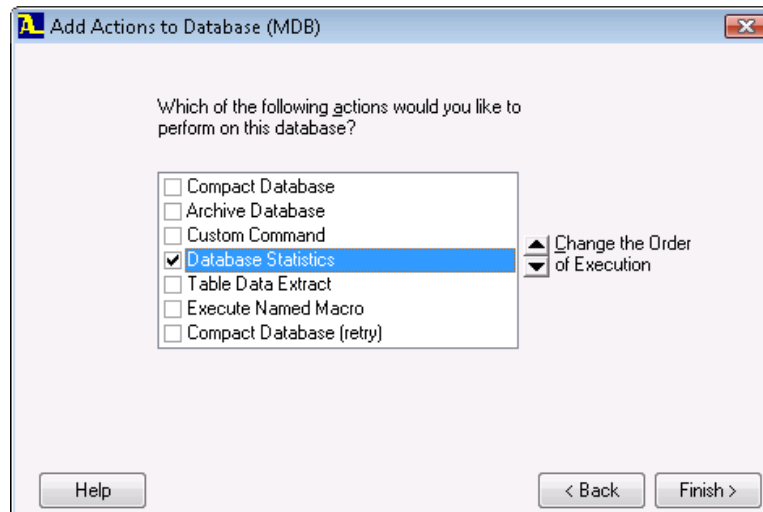 Add Actions to Database (MDB)
Which of the following actions would you like to
perform on this database?
Compact Database
Archive Database
Custom Command
Database Statistics
Table Data Extract
Execute Named Macro
Compact Database (retry)
Change the Order
of Execution
Help
< Back
Finish >